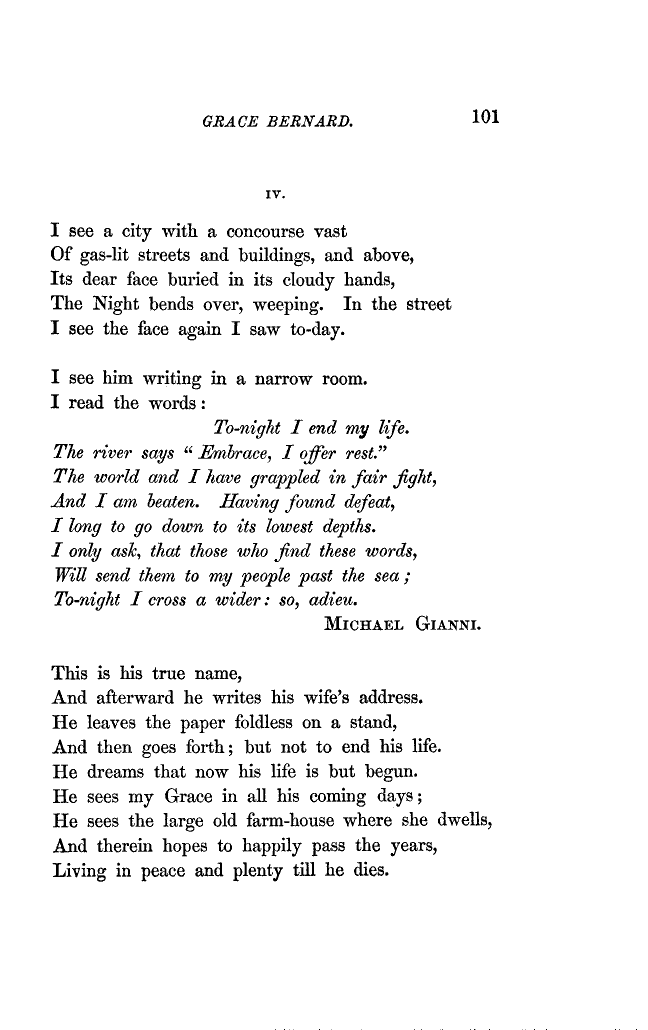 GRACE BERNARD. 101
IV.
I see a city with a concourse vast
Of gas-lit streets and buildings, and above,
Its dear face buried in its cloudy hands,
The Night bends over, weeping. In the street
I see the face again I saw to-day.
I see him writing in a narrow room.
I read the words:
To-night I end my life.
The river says "Embrace, I offer rest."
The world and I have grappled in fair fight,
And I am beaten. Having found defeat,
I long to go down to its lowest depths.
I only ask, that those who find these words,
Will send them to my people past the sea;
To-night I cross a wider: so, adieu.
MICHAEL GIANNI.
This is his true name,
And afterward he writes his wife's address.
He leaves the paper foldless on a stand,
And then goes forth; but not to end his life.
He dreams that now his life is but begun.
He sees my Grace in all his coming days;
He sees the large old farm-house where she dwells,
And therein hopes to happily pass the years,
Living in peace and plenty till he dies.